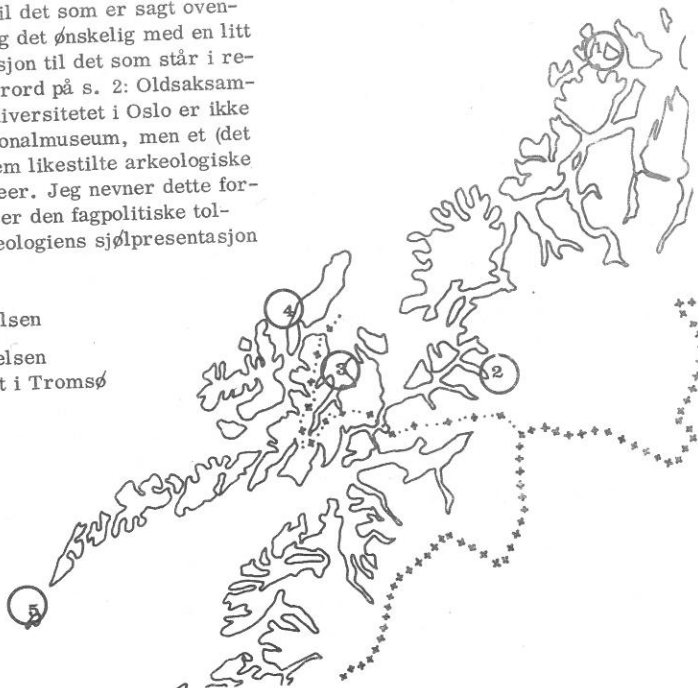 il det som er sagt oven-
g det ønskelig med en litt
sjon til det som står i re-
rord på s. 2: Oldsaksam-
niversitetet i Oslo er ikke
onalmuseum, men et (det
em likestilte arkeologiske
eer. Jeg nevner dette for-
er den fagpolitiske tol-
eologiens sjølpresentasjon
lsen
elsen
t i Tromsø
1
4
3
2
5